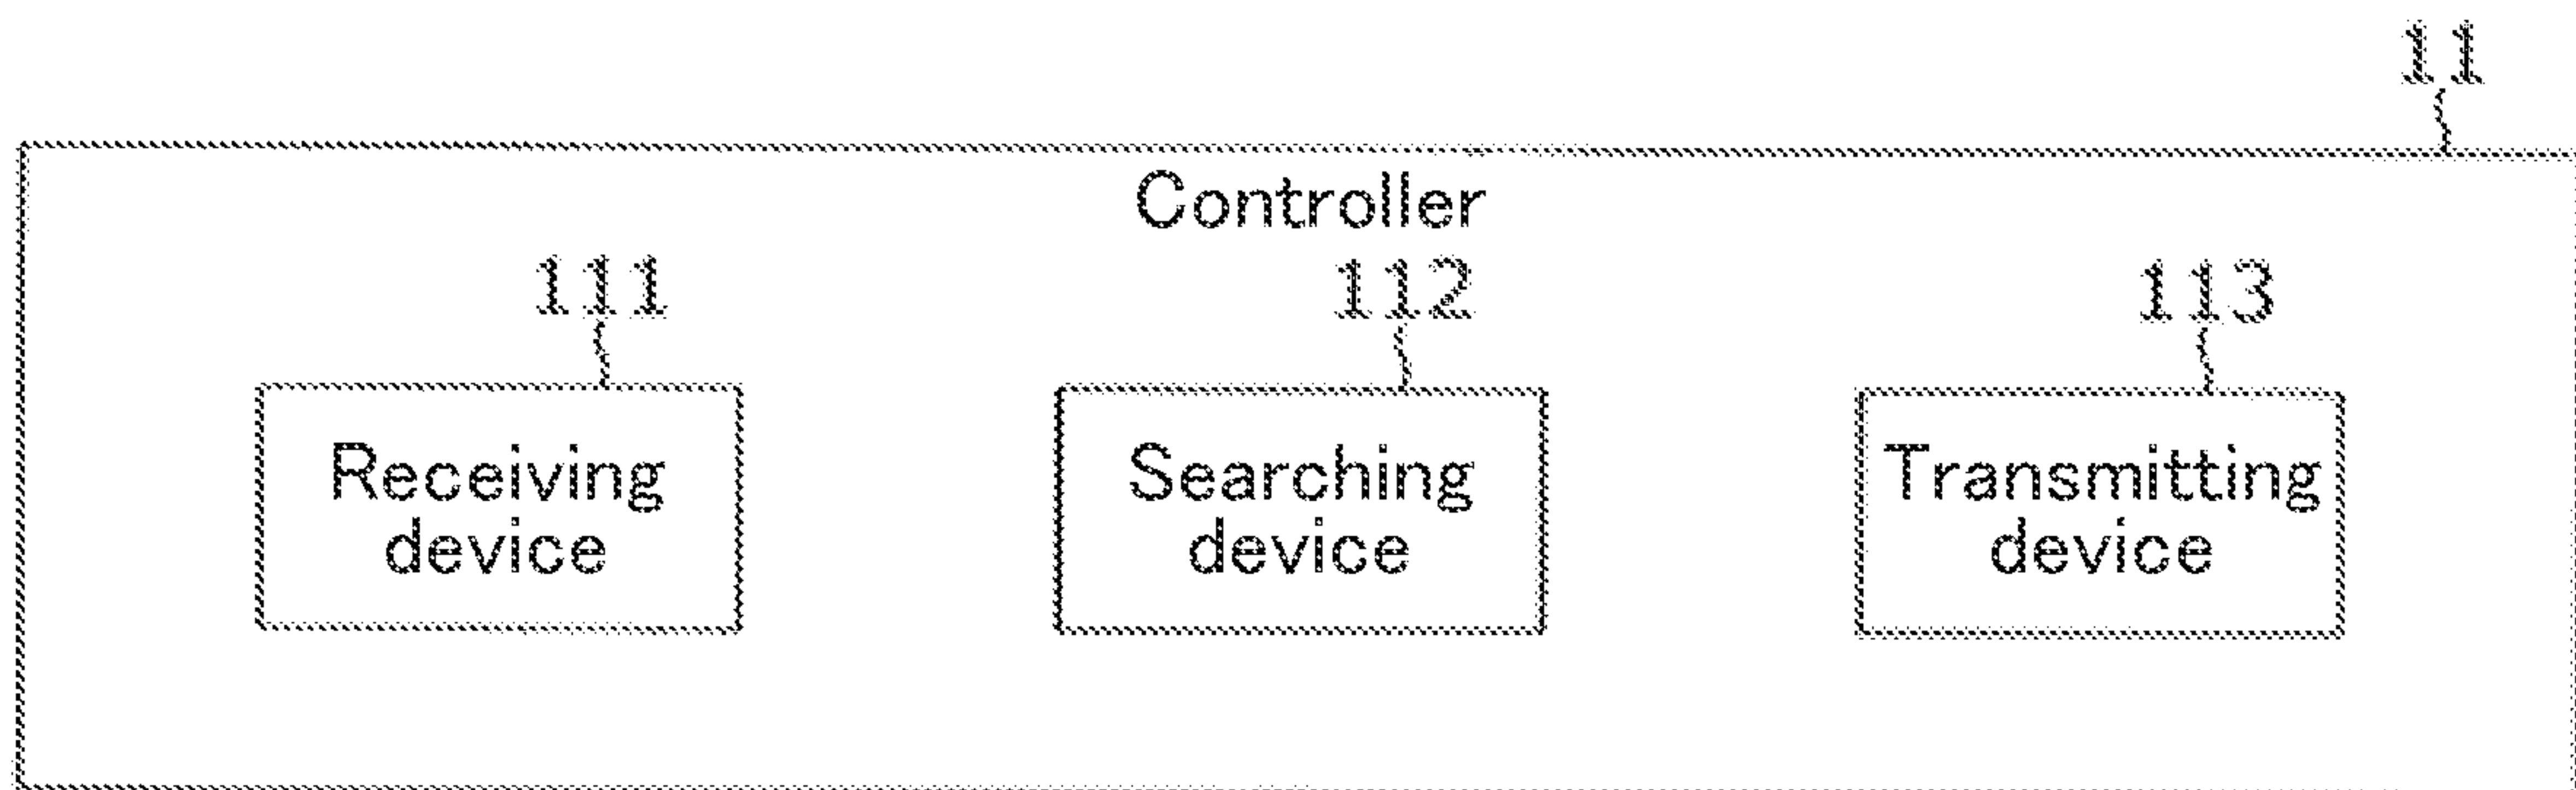 11
Controller
111
112
113
Receiving
device
Searching
device
Transmitting
device